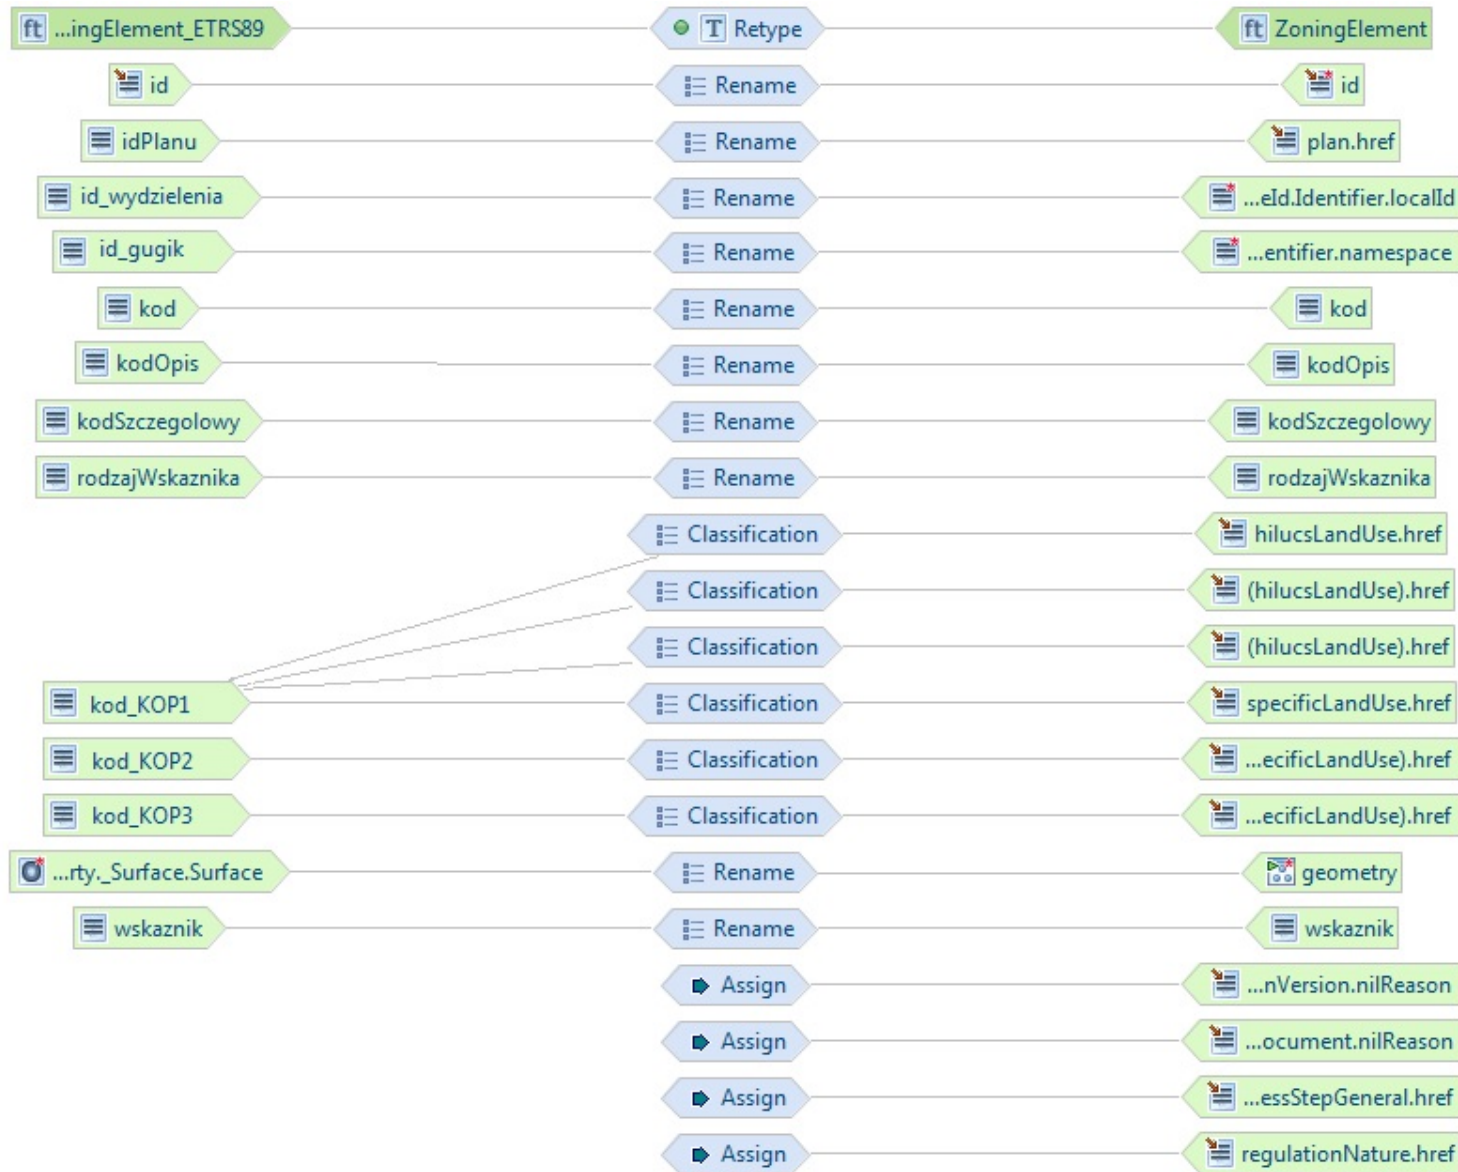 ft ...ingElement_ETRS89 T Retype ft ZoningElement
id Rename id
idPlanu Rename plan.href
id_wydzielenia Rename ...eId.Identifier.localId
id_gugik Rename ...entifier.namespace
kod Rename kod
kodOpis Rename kodOpis
kodSzczegolowy Rename kodSzczegolowy
rodzajWskaznika Rename rodzajWskaznika
Classification hilucsLandUse.href
Classification (hilucsLandUse).href
Classification (hilucsLandUse).href
kod_KOP1 Classification specificLandUse.href
kod_KOP2 Classification ...ecificLandUse).href
kod_KOP3 Classification ...ecificLandUse).href
...rty._Surface.Surface Rename geometry
wskaznik Rename wskaznik
Assign ...nVersion.nilReason
Assign ...ocument.nilReason
Assign ...essStepGeneral.href
Assign regulationNature.href